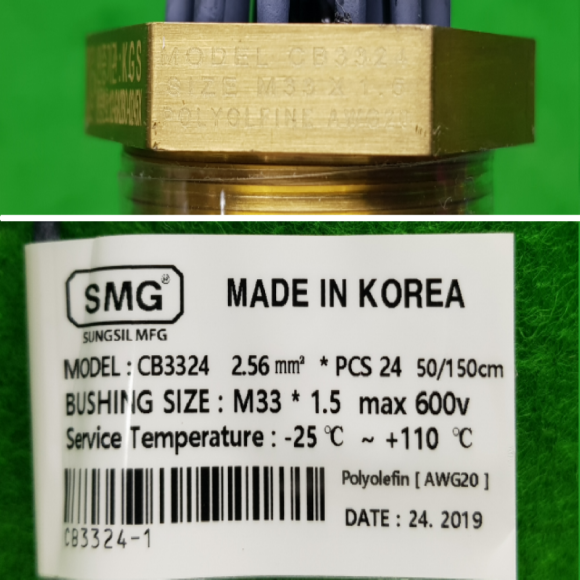 KGS
MODEL CB3324
SIZE M33 X 1.5
POLYOLFINE AWG20
SMG®
SUNGSIL MFG
MADE IN KOREA
MODEL : CB3324 2.56 mm² * PCS 24 50/150cm
BUSHING SIZE : M33 * 1.5 max 600v
Service Temperature : -25 ℃ ~ +110 ℃
Polyolefin [ AWG20 ]
DATE : 24. 2019
CB3324-1